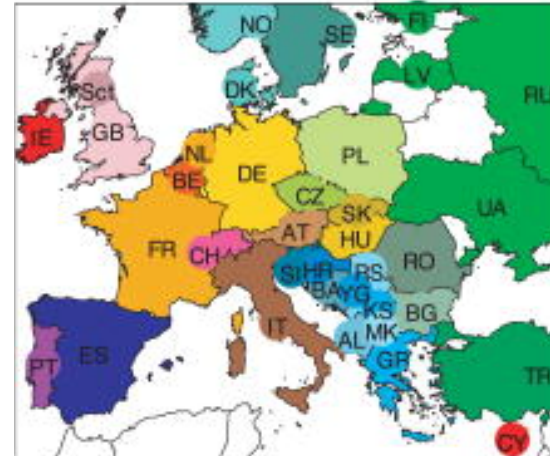 NO
SE
FI
LV
RU
Sct
DK
IE
GB
NL
BE
DE
PL
CZ
UA
SK
FR
CH
AT
HU
RO
SI
HR
RS
BA
YG
KS
BG
IT
AL
MK
GR
PT
ES
TR
CY